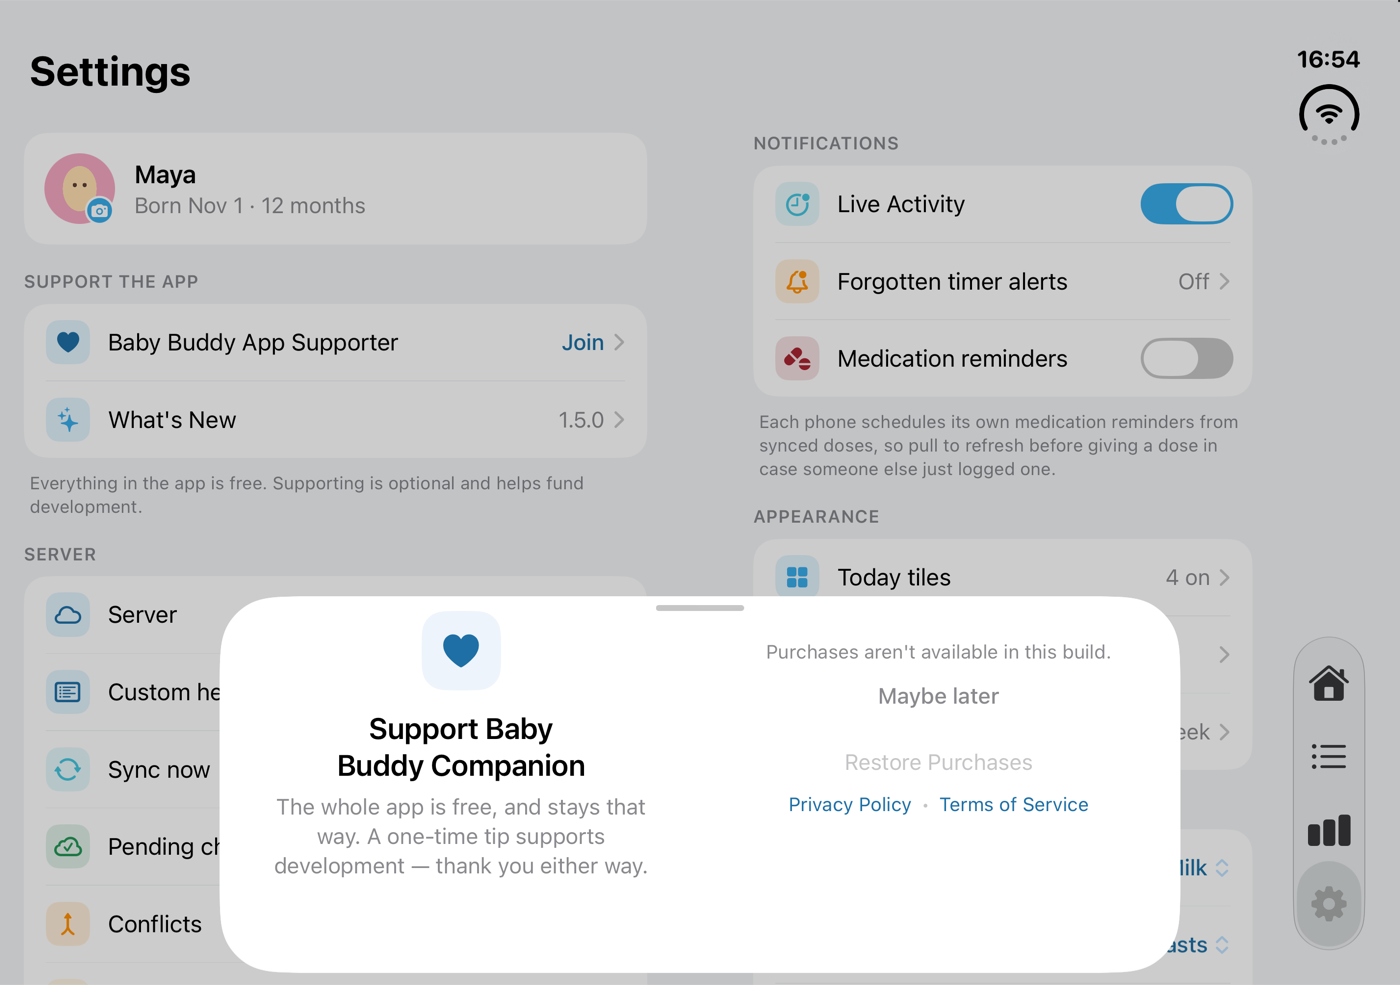 Settings
16:54
Maya
Born Nov 1 · 12 months
SUPPORT THE APP
Baby Buddy App Supporter
Join
What's New
1.5.0
Everything in the app is free. Supporting is optional and helps fund
development.
SERVER
Server
Custom he
Sync now
Pending ch
Conflicts
NOTIFICATIONS
Live Activity
Forgotten timer alerts
Off
Medication reminders
Each phone schedules its own medication reminders from
synced doses, so pull to refresh before giving a dose in
case someone else just logged one.
APPEARANCE
Today tiles
4 on
eek
Milk
asts
Support Baby
Buddy Companion
The whole app is free, and stays that
way. A one-time tip supports
development — thank you either way.
Purchases aren't available in this build.
Maybe later
Restore Purchases
Privacy Policy · Terms of Service